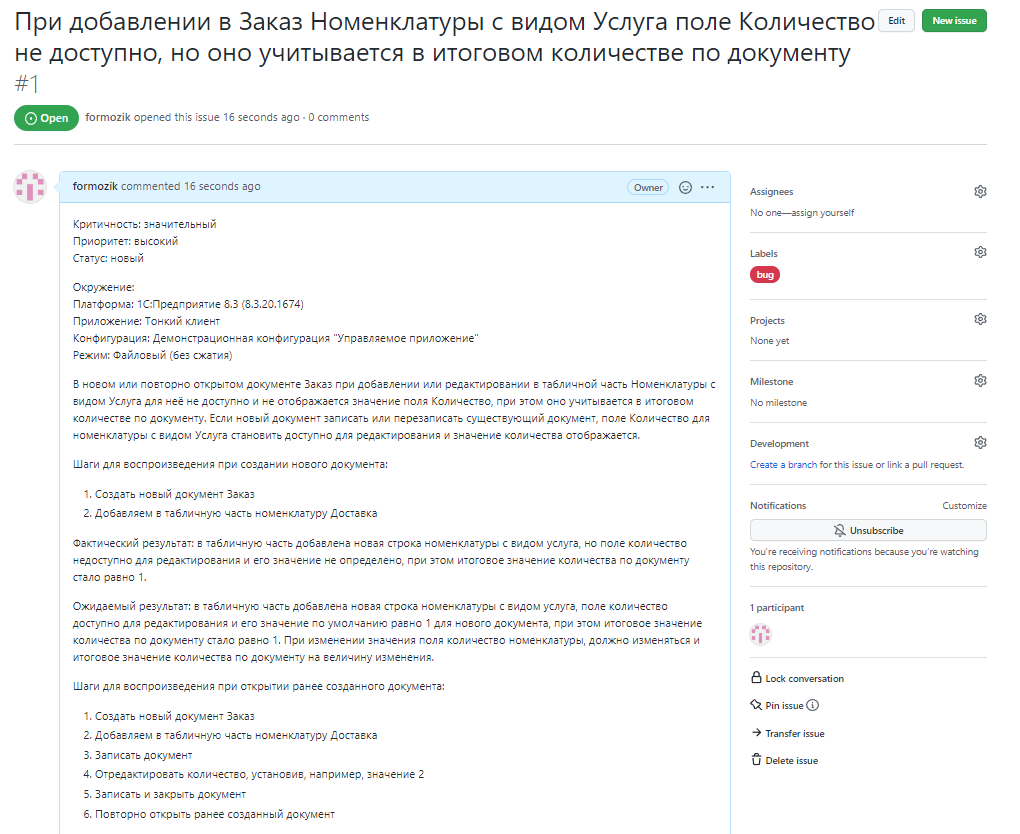 При добавлении в Заказ Номенклатуры с видом Услуга поле Количество
не доступно, но оно учитывается в итоговом количестве по документу
#1
Edit
New issue
Open
formozik opened this issue 16 seconds ago · 0 comments
formozik commented 16 seconds ago
Owner
Критичность: значительный
Приоритет: высокий
Статус: новый
Окружение:
Платформа: 1С:Предприятие 8.3 (8.3.20.1674)
Приложение: Тонкий клиент
Конфигурация: Демонстрационная конфигурация "Управляемое приложение"
Режим: Файловый (без сжатия)
В новом или повторно открытом документе Заказ при добавлении или редактировании в табличной часть Номенклатуры с
видом Услуга для неё не доступно и не отображается значение поля Количество, при этом оно учитывается в итоговом
количестве по документу. Если новый документ записать или перезаписать существующий документ, поле Количество для
номенклатуры с видом Услуга становить доступно для редактирования и значение количества отображается.
Шаги для воспроизведения при создании нового документа:
1. Создать новый документ Заказ
2. Добавляем в табличную часть номенклатуру Доставка
Фактический результат: в табличную часть добавлена новая строка номенклатуры с видом услуга, но поле количество
недоступно для редактирования и его значение не определено, при этом итоговое значение количества по документу
стало равно 1.
Ожидаемый результат: в табличную часть добавлена новая строка номенклатуры с видом услуга, поле количество
доступно для редактирования и его значение по умолчанию равно 1 для нового документа, при этом итоговое значение
количества по документу стало равно 1. При изменении значения поля количество номенклатуры, должно изменяться и
итоговое значение количества по документу на величину изменения.
Шаги для воспроизведения при открытии ранее созданного документа:
1. Создать новый документ Заказ
2. Добавляем в табличную часть номенклатуру Доставка
3. Записать документ
4. Отредактировать количество, установив, например, значение 2
5. Записать и закрыть документ
6. Повторно открыть ранее созданный документ
Assignees
No one—assign yourself
Labels
bug
Projects
None yet
Milestone
No milestone
Development
Create a branch for this issue or link a pull request.
Notifications
Customize
Unsubscribe
You're receiving notifications because you're watching
this repository.
1 participant
Lock conversation
Pin issue
Transfer issue
Delete issue